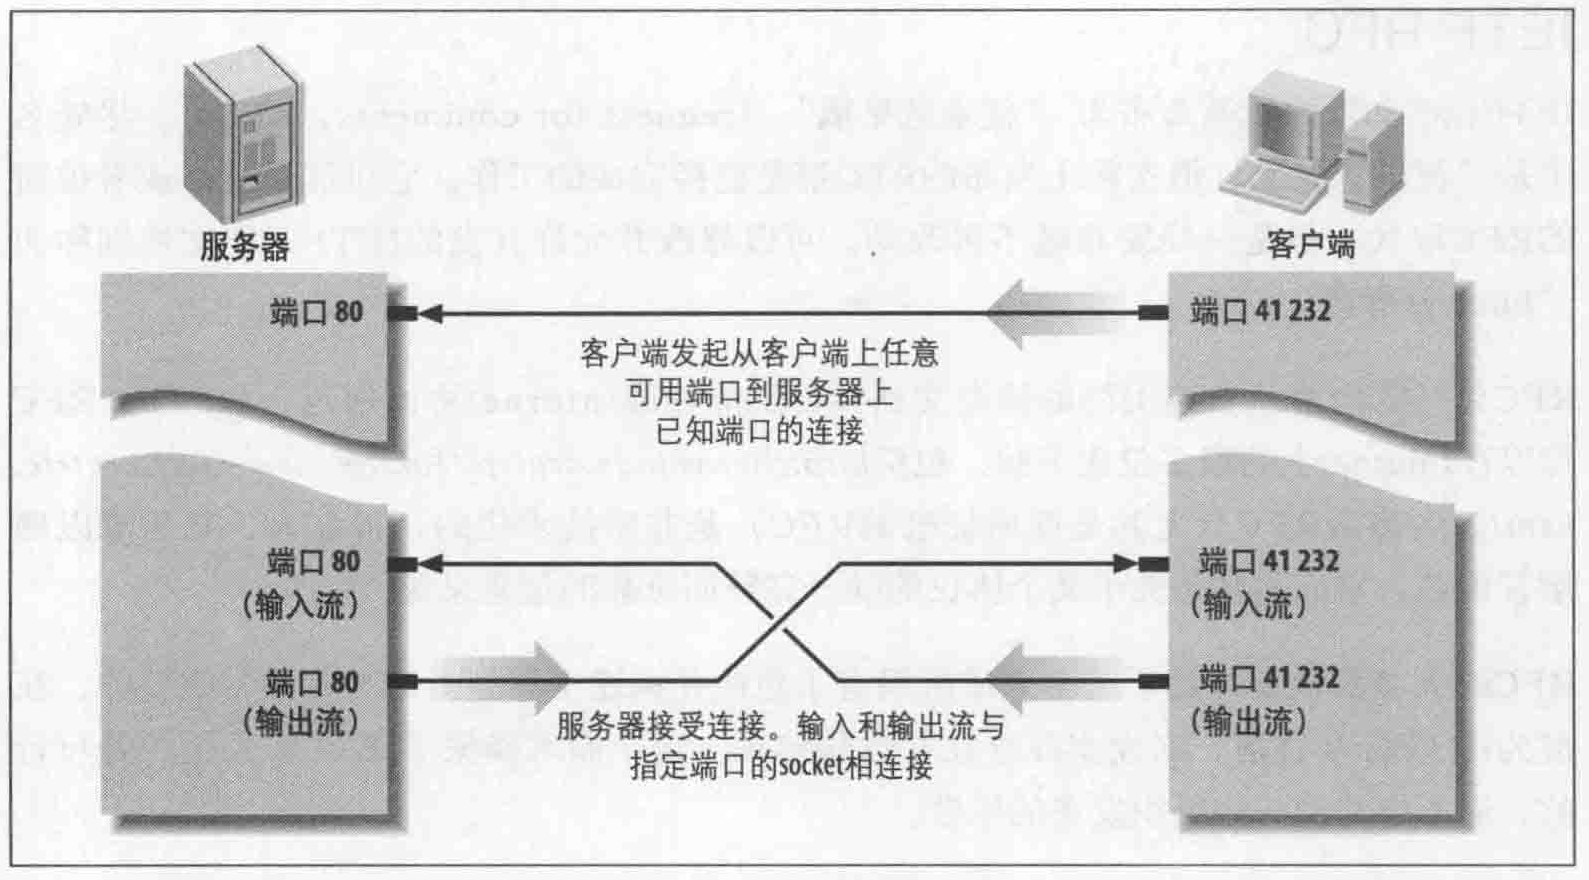 服务器
客户端
端口 80
端口 41 232
客户端发起从客户端上任意
可用端口到服务器上
已知端口的连接
端口 80
(输入流)
端口 41 232
(输入流)
端口 80
(输出流)
端口 41 232
(输出流)
服务器接受连接。输入和输出流与
指定端口的socket相连接